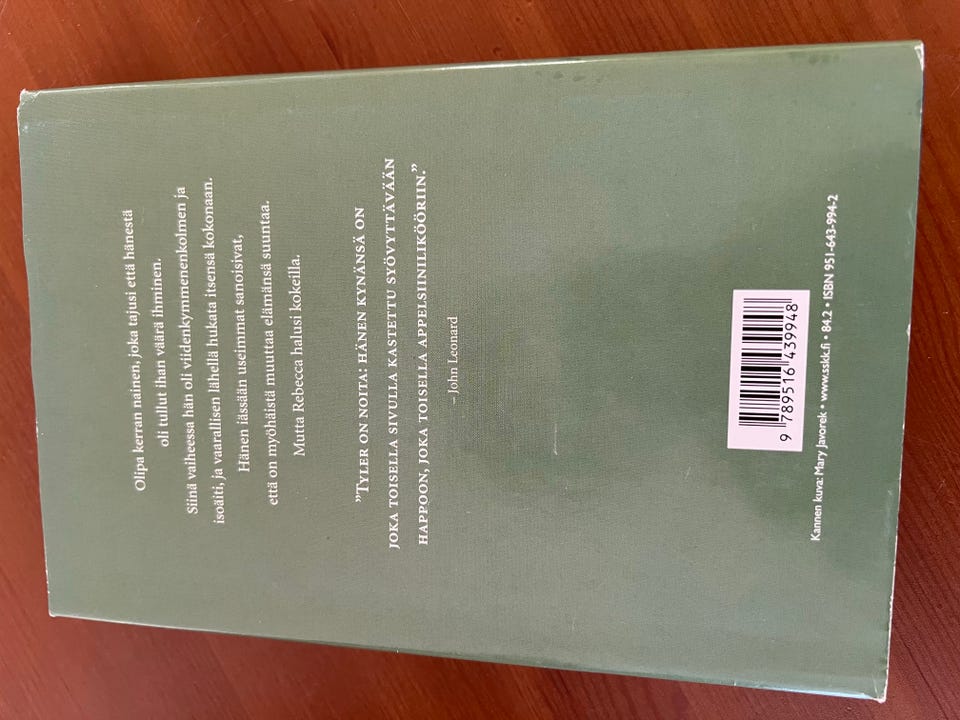 Olipa kerran nainen, joka tajusi että hänestä
oli tullut ihan väärä ihminen.
Siinä vaiheessa hän oli viidenkymmenenkolmen ja
isoäiti, ja vaarallisen lähellä hukata itsensä kokonaan.
Hänen iässään useimmat sanoisivat,
että on myöhäistä muuttaa elämänsä suuntaa.
Mutta Rebecca halusi kokeilla.
”TYLER ON NOITA: HÄNEN KYNÄNSÄ ON
JOKA TOISELLA SIVULLA KASTETTU SYÖVYTTÄVÄÄN
HAPPOON, JOKA TOISELLA APPELSIINILIKÖÖRIIN.”
– John Leonard
9 789516 439948
Kannen kuva: Mary Javorek • www.sskk.fi • 84.2 • ISBN 951-643-994-2